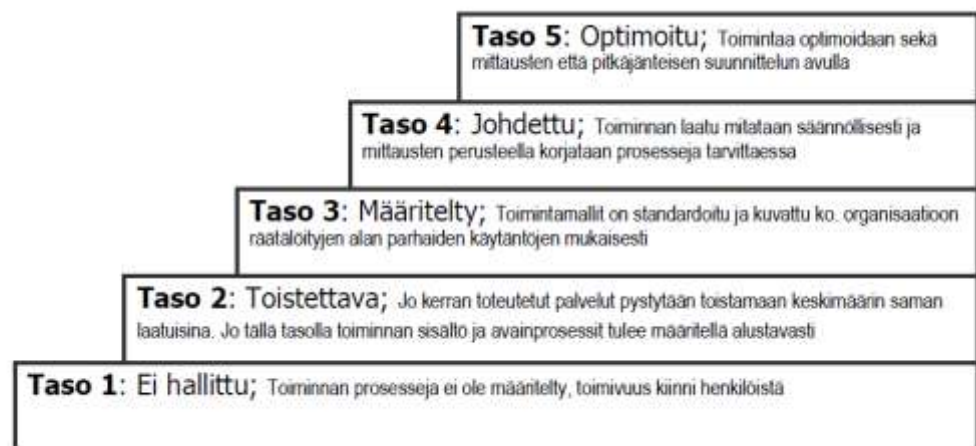 Taso 5: Optimoitu; Toimintaa optimoidaan sekä
mittausten että pitkäjänteisen suunnittelun avulla
Taso 4: Johdettu; Toiminnan laatu mitataan säännöllisesti ja
mittausten perusteella korjataan prosesseja tarvittaessa
Taso 3: Määritelty; Toimintamallit on standardoitu ja kuvattu ko. organisaatioon
räätälöityjen alan parhaiden käytäntöjen mukaisesti
Taso 2: Toistettava; Jo kerran toteutetut palvelut pystytään toistamaan keskimäärin saman
laatuisina. Jo tällä tasolla toiminnan sisältö ja avainprosessit tulee määritellä alustavasti
Taso 1: Ei hallittu; Toiminnan prosesseja ei ole määritelty, toimivuus kiinni henkilöistä